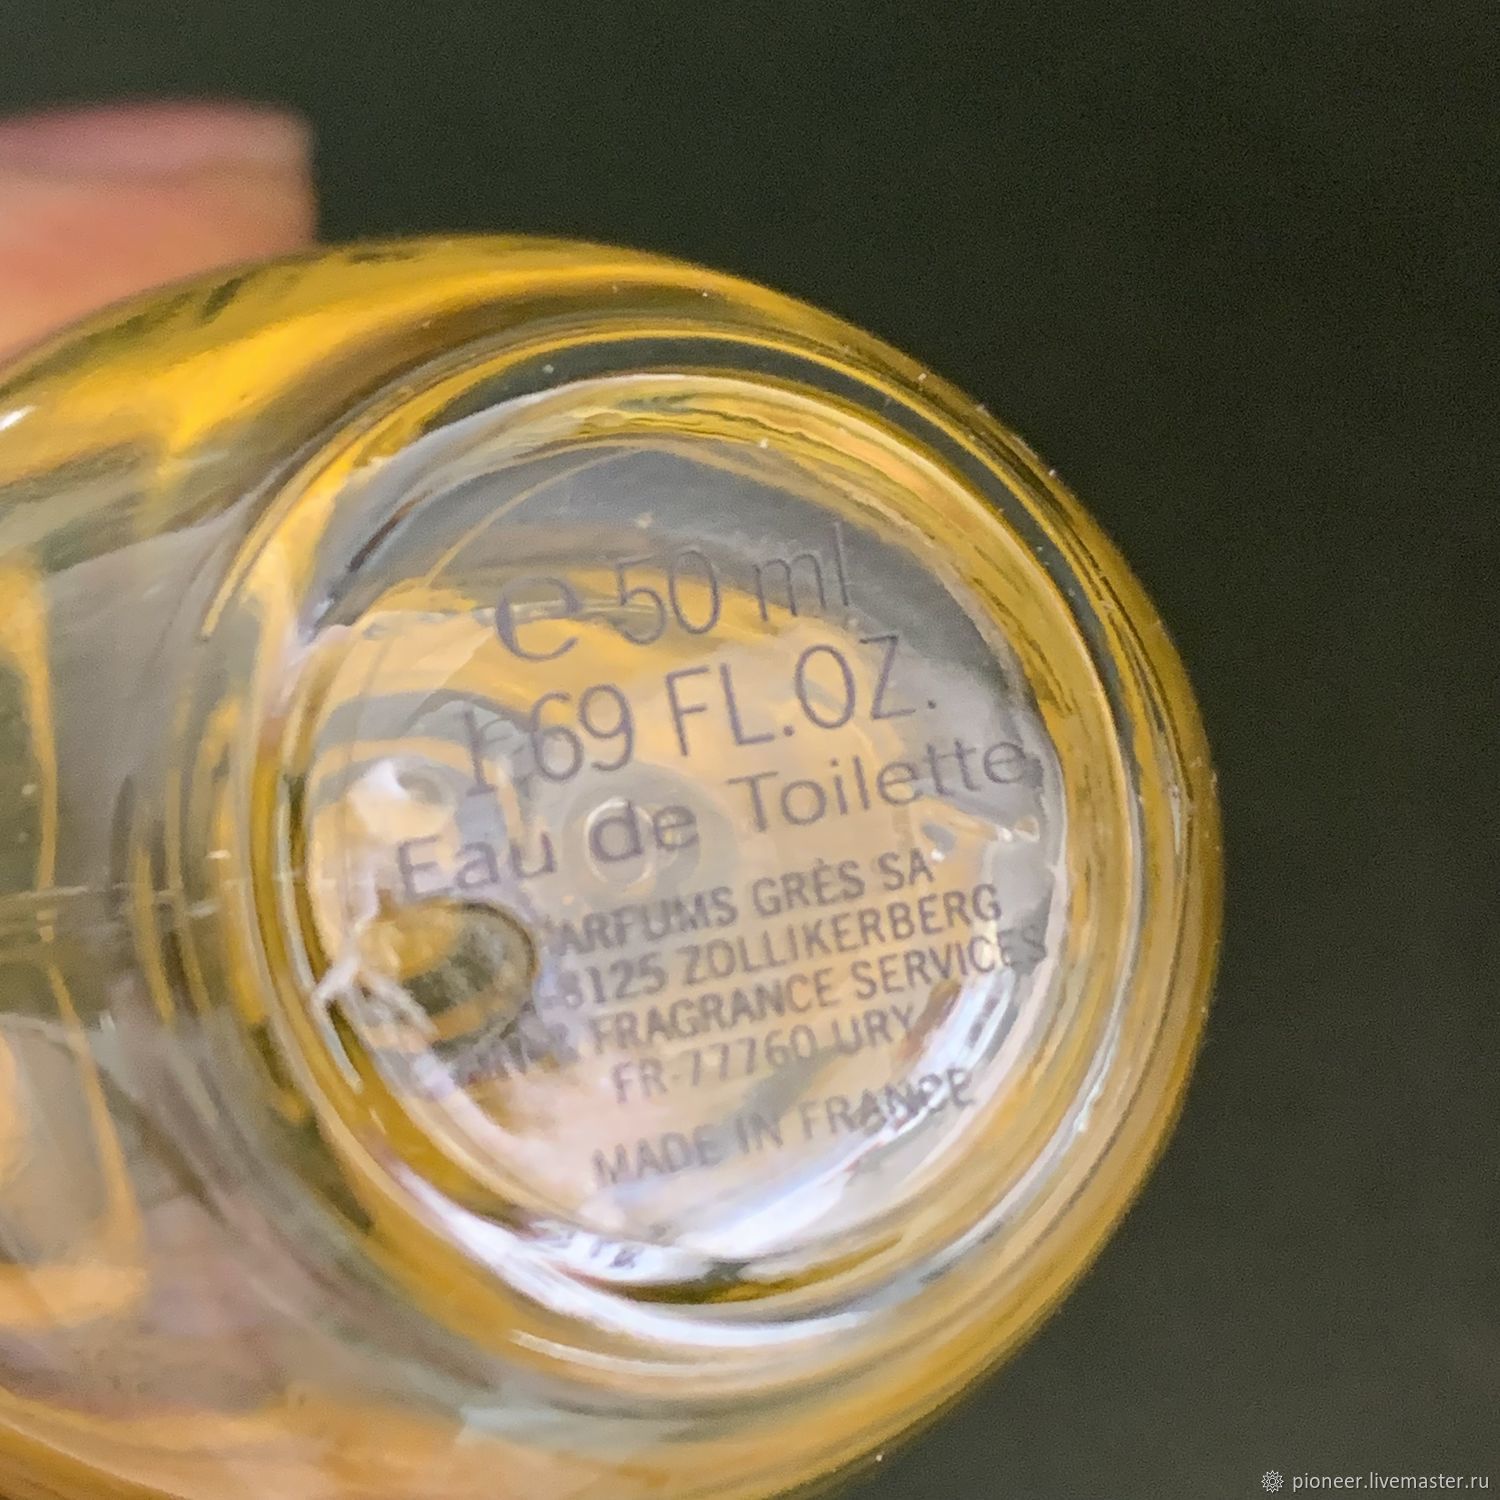 e 50 ml
1.69 FL.OZ.
Eau de Toilette
PARFUMS GRÈS SA
8125 ZOLLIKERBERG
FRAGRANCE SERVICES
FR-77760 URY
MADE IN FRANCE
pioneer.livemaster.ru